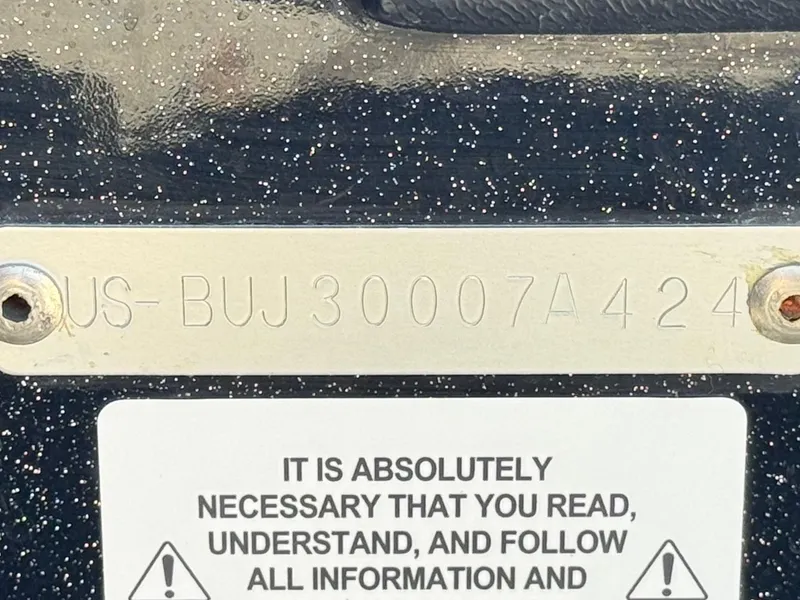 US-BUJ30007A424
IT IS ABSOLUTELY
NECESSARY THAT YOU READ,
UNDERSTAND, AND FOLLOW
ALL INFORMATION AND